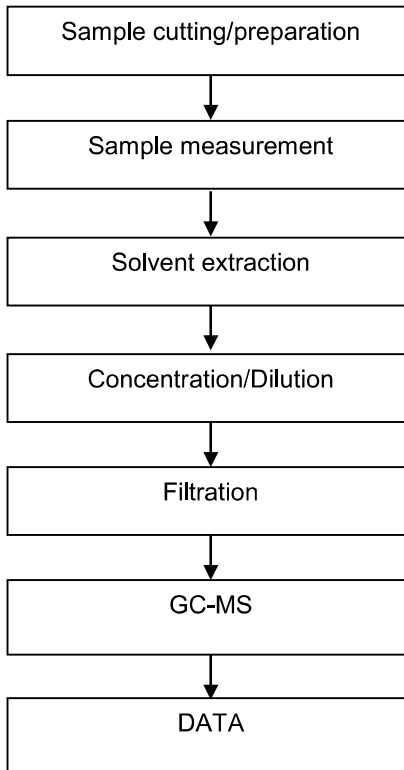 Sample cutting/preparation
Sample measurement
Solvent extraction
Concentration/Dilution
Filtration
GC-MS
DATA